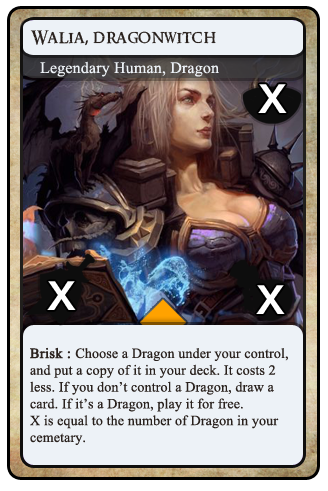 WALIA, DRAGONWITCH
Legendary Human, Dragon
X
X
X
Brisk : Choose a Dragon under your control,
and put a copy of it in your deck. It costs 2
less. If you don't control a Dragon, draw a
card. If it's a Dragon, play it for free.
X is equal to the number of Dragon in your
cemetary.